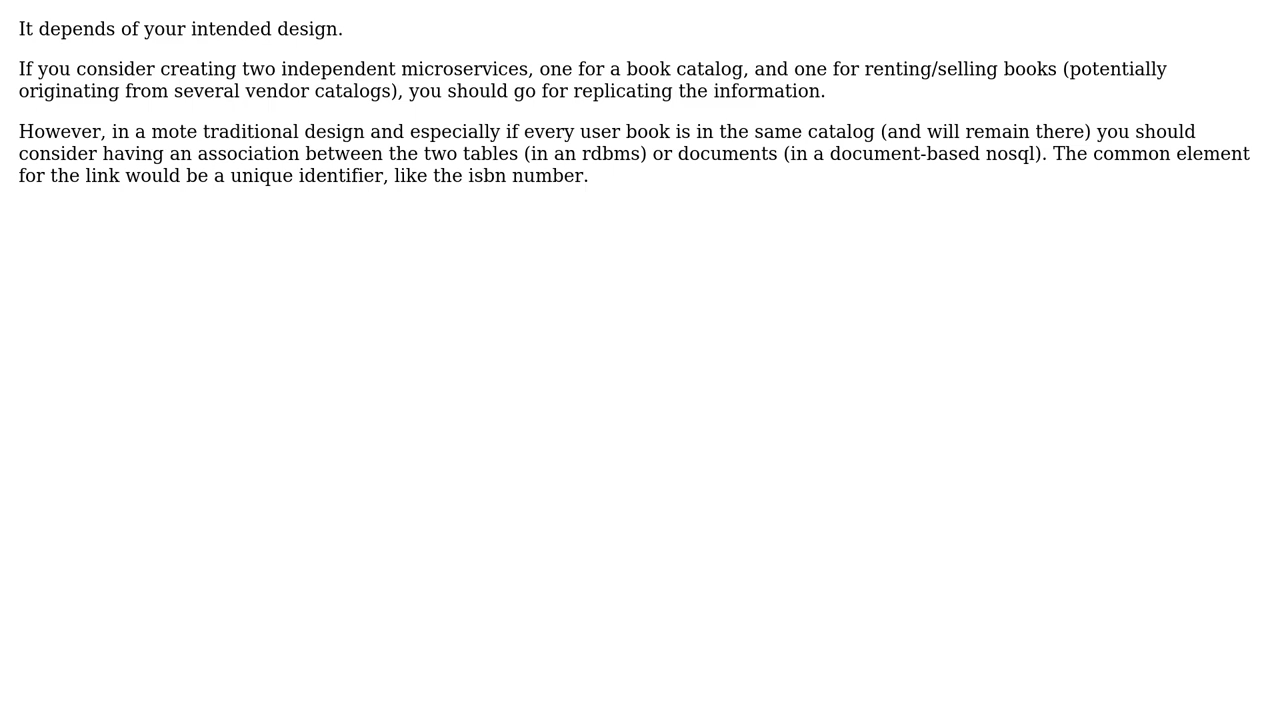 It depends of your intended design.
If you consider creating two independent microservices, one for a book catalog, and one for renting/selling books (potentially
originating from several vendor catalogs), you should go for replicating the information.
However, in a mote traditional design and especially if every user book is in the same catalog (and will remain there) you should
consider having an association between the two tables (in an rdbms) or documents (in a document-based nosql). The common element
for the link would be a unique identifier, like the isbn number.